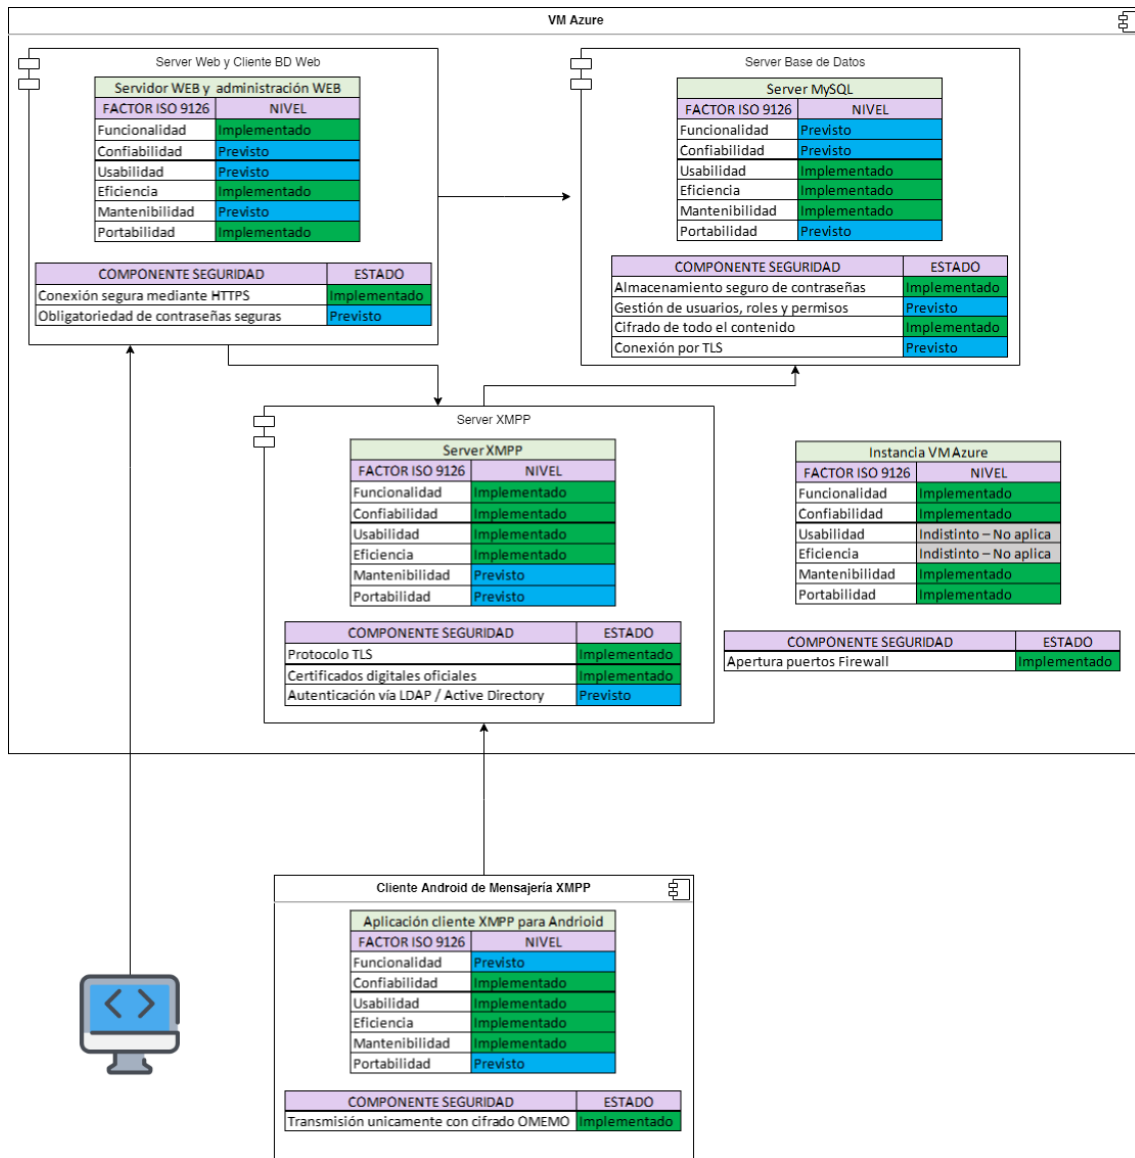 VM Azure
Server Web y Cliente BD Web
Servidor WEB y administración WEB
FACTOR ISO 9126 NIVEL
Funcionalidad Implementado
Confiabilidad Previsto
Usabilidad Previsto
Eficiencia Implementado
Mantenibilidad Previsto
Portabilidad Implementado
COMPONENTE SEGURIDAD ESTADO
Conexión segura mediante HTTPS Implementado
Obligatoriedad de contraseñas seguras Previsto
Server Base de Datos
Server MySQL
FACTOR ISO 9126 NIVEL
Funcionalidad Previsto
Confiabilidad Previsto
Usabilidad Implementado
Eficiencia Implementado
Mantenibilidad Implementado
Portabilidad Previsto
COMPONENTE SEGURIDAD ESTADO
Almacenamiento seguro de contraseñas Implementado
Gestión de usuarios, roles y permisos Previsto
Cifrado de todo el contenido Implementado
Conexión por TLS Previsto
Server XMPP
Server XMPP
FACTOR ISO 9126 NIVEL
Funcionalidad Implementado
Confiabilidad Implementado
Usabilidad Implementado
Eficiencia Implementado
Mantenibilidad Previsto
Portabilidad Previsto
COMPONENTE SEGURIDAD ESTADO
Protocolo TLS Implementado
Certificados digitales oficiales Implementado
Autenticación vía LDAP / Active Directory Previsto
Instancia VM Azure
FACTOR ISO 9126 NIVEL
Funcionalidad Implementado
Confiabilidad Implementado
Usabilidad Indistinto – No aplica
Eficiencia Indistinto – No aplica
Mantenibilidad Implementado
Portabilidad Implementado
COMPONENTE SEGURIDAD ESTADO
Apertura puertos Firewall Implementado
Cliente Android de Mensajería XMPP
Aplicación cliente XMPP para Andrioid
FACTOR ISO 9126 NIVEL
Funcionalidad Previsto
Confiabilidad Implementado
Usabilidad Implementado
Eficiencia Implementado
Mantenibilidad Implementado
Portabilidad Previsto
COMPONENTE SEGURIDAD ESTADO
Transmisión unicamente con cifrado OMEMO Implementado